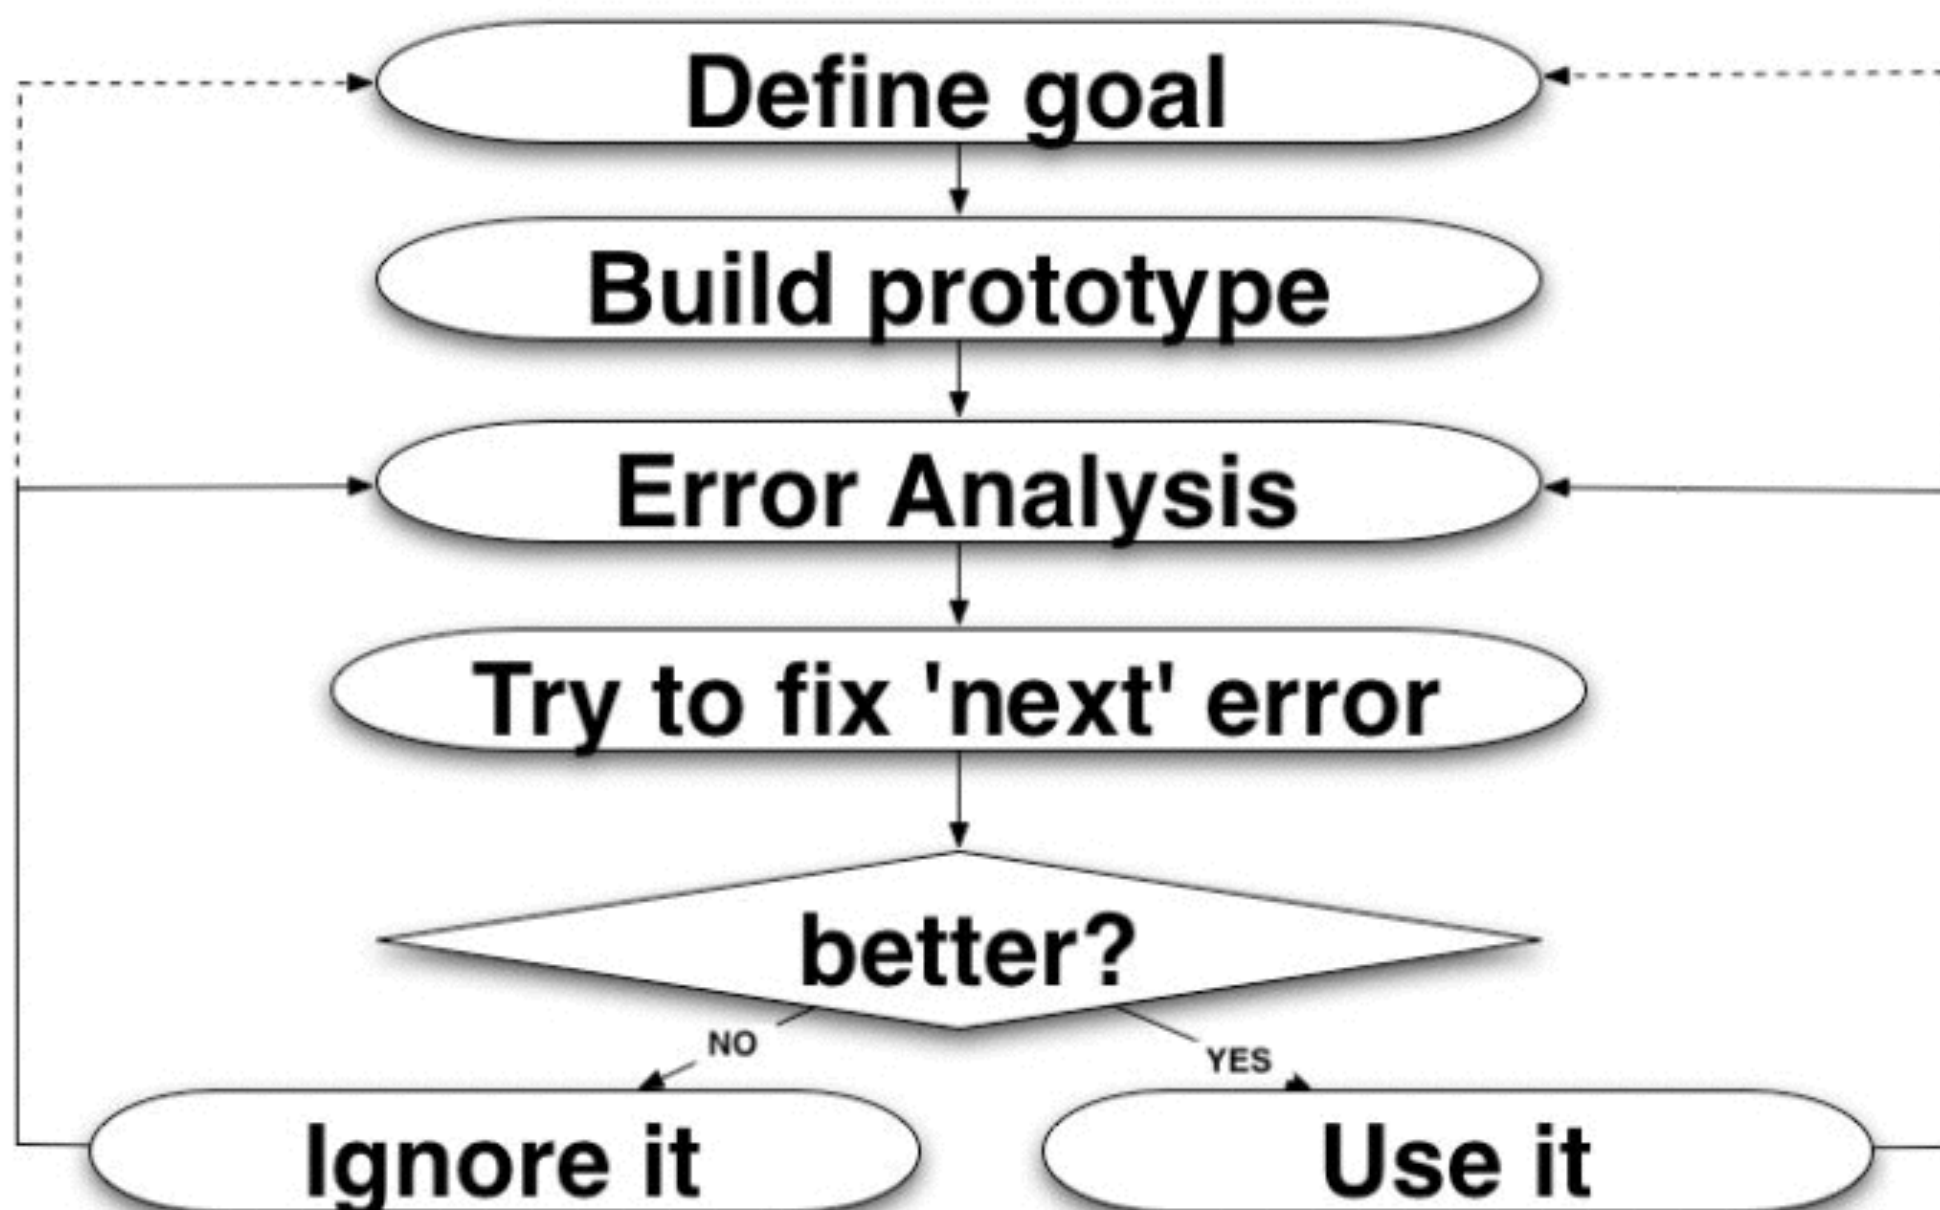 Define goal
Build prototype
Error Analysis
Try to fix 'next' error
better?
NO
YES
Ignore it
Use it